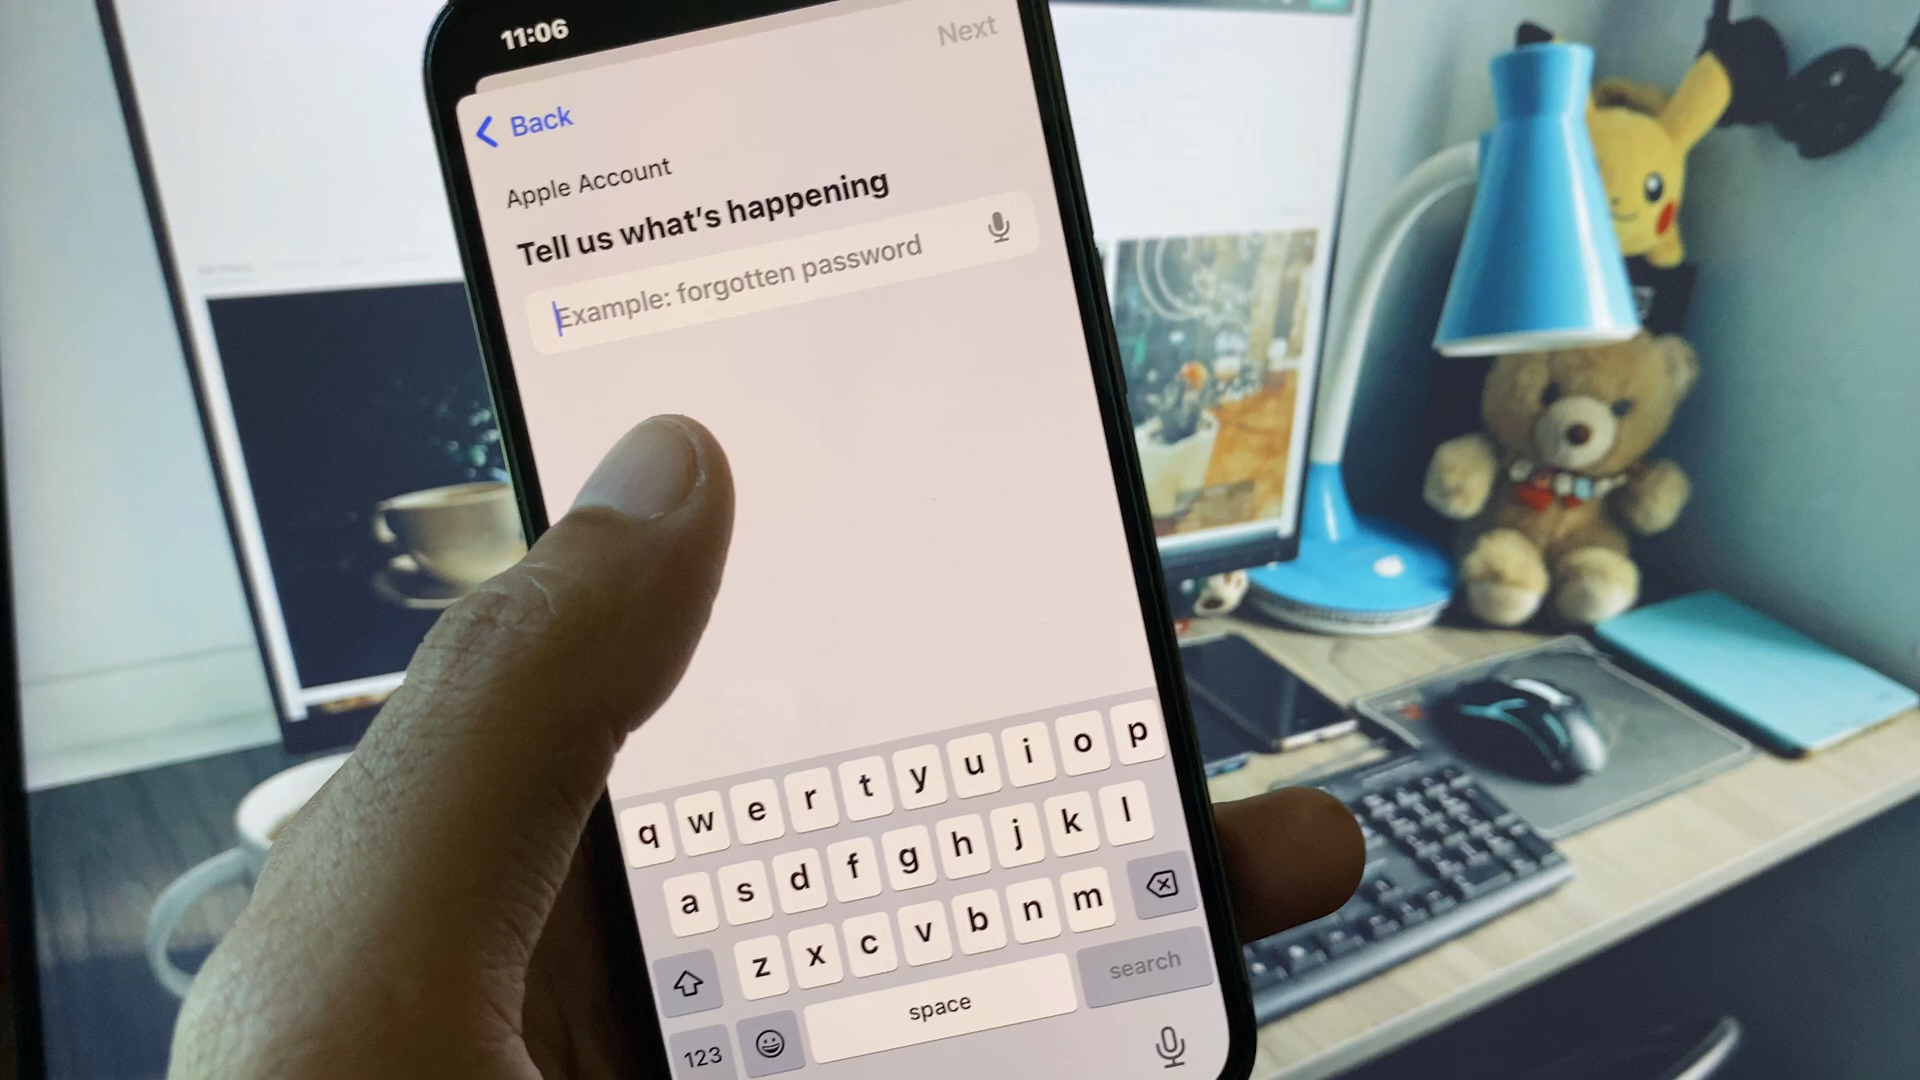 11:06
Next
Back
Apple Account
Tell us what's happening
Example: forgotten password
q w e r t y u i o p
a s d f g h j k l
z x c v b n m
space
search
123